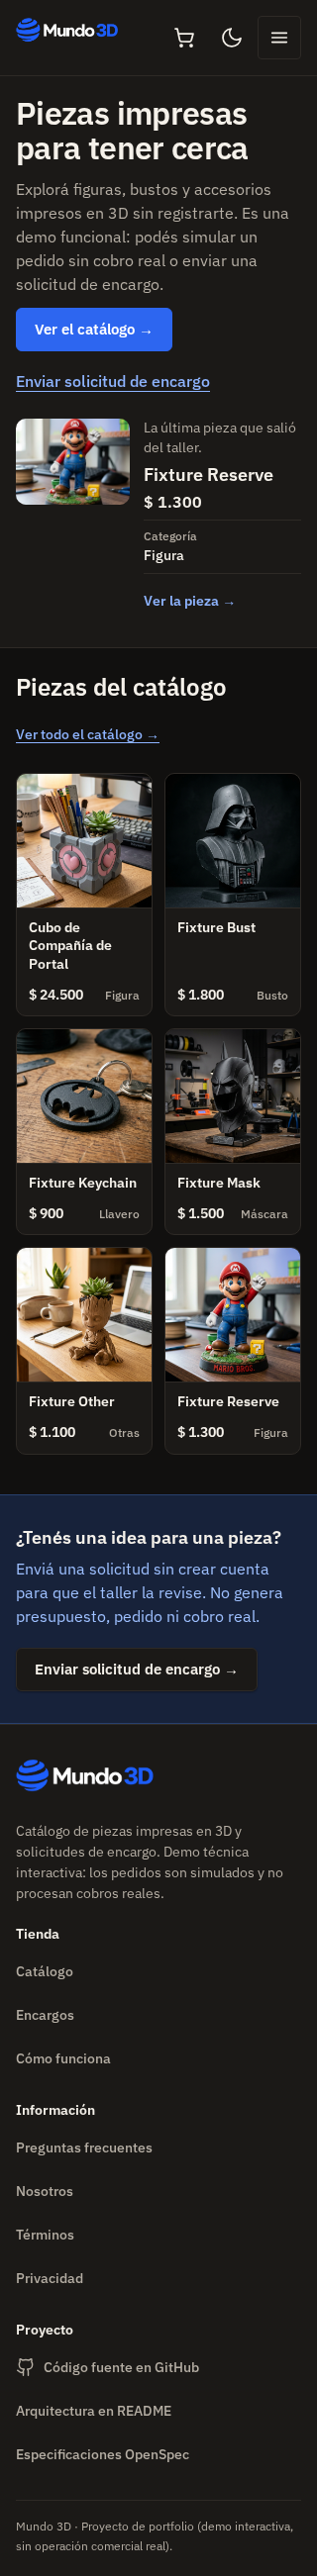 Mundo3D
Piezas impresas
para tener cerca
Explorá figuras, bustos y accesorios
impresos en 3D sin registrarte. Es una
demo funcional: podés simular un
pedido sin cobro real o enviar una
solicitud de encargo.
Ver el catálogo →
Enviar solicitud de encargo
La última pieza que salió
del taller.
Fixture Reserve
$ 1.300
Categoría
Figura
Ver la pieza →
Piezas del catálogo
Ver todo el catálogo →
Cubo de
Compañía de
Portal
$ 24.500 Figura
Fixture Bust
$ 1.800 Busto
Fixture Keychain
$ 900 Llavero
Fixture Mask
$ 1.500 Máscara
MARIO BROS.
Fixture Other
$ 1.100 Otras
Fixture Reserve
$ 1.300 Figura
¿Tenés una idea para una pieza?
Enviá una solicitud sin crear cuenta
para que el taller la revise. No genera
presupuesto, pedido ni cobro real.
Enviar solicitud de encargo →
Mundo3D
Catálogo de piezas impresas en 3D y
solicitudes de encargo. Demo técnica
interactiva: los pedidos son simulados y no
procesan cobros reales.
Tienda
Catálogo
Encargos
Cómo funciona
Información
Preguntas frecuentes
Nosotros
Términos
Privacidad
Proyecto
Código fuente en GitHub
Arquitectura en README
Especificaciones OpenSpec
Mundo 3D · Proyecto de portfolio (demo interactiva,
sin operación comercial real).